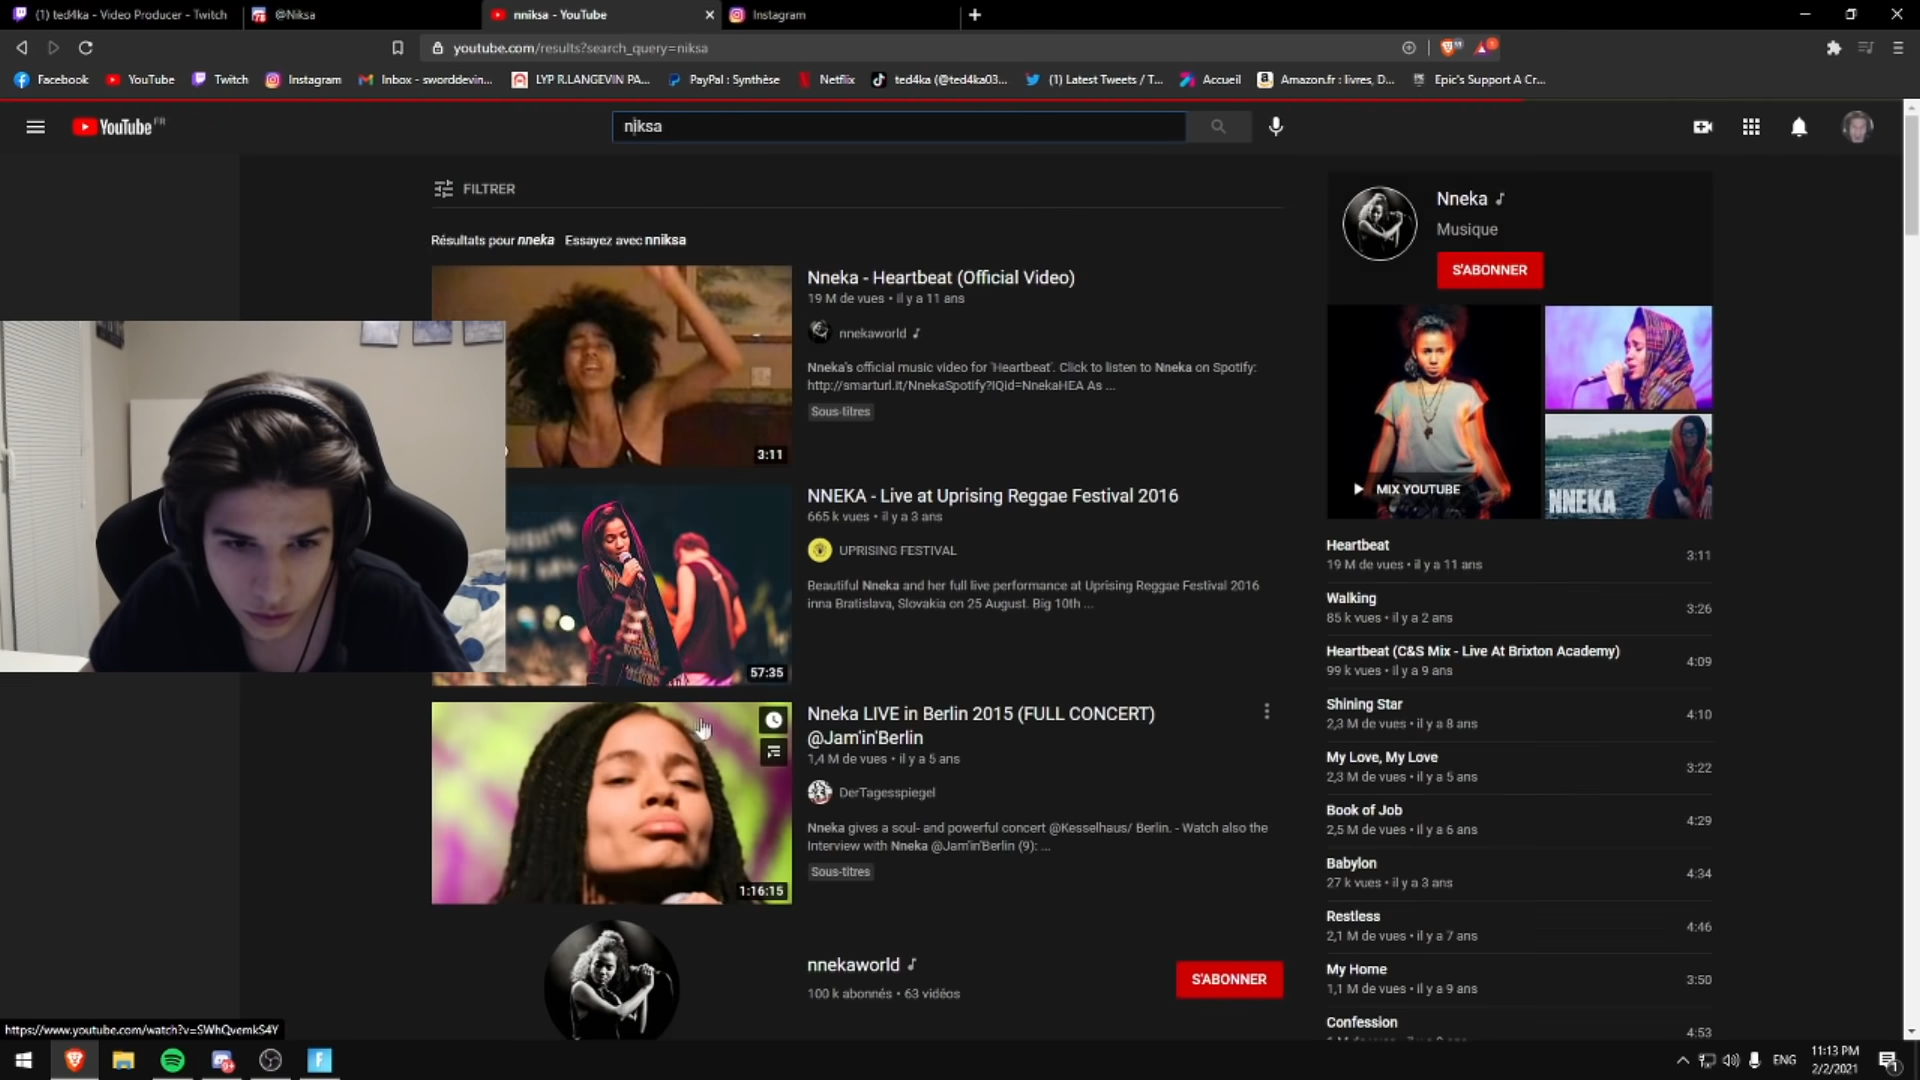 (1) ted4ka - Video Producer - Twitch
@Niksa
nniksa - YouTube
Instagram
youtube.com/results?search_query=niksa
Facebook
YouTube
Twitch
Instagram
Inbox - sworddevin...
LYP R.LANGEVIN PA...
PayPal : Synthèse
Netflix
ted4ka (@ted4ka03...
(1) Latest Tweets / T...
Accueil
Amazon.fr : livres, D...
Epic's Support A Cr...
YouTube FR
niksa
FILTRER
Résultats pour nneka Essayez avec nniksa
Nneka - Heartbeat (Official Video)
19 M de vues • il y a 11 ans
nnekaworld
Nneka's official music video for 'Heartbeat'. Click to listen to Nneka on Spotify:
http://smarturl.it/NnekaSpotify?IQid=NnekaHEA As ...
Sous-titres
3:11
NNEKA - Live at Uprising Reggae Festival 2016
665 k vues • il y a 3 ans
UPRISING FESTIVAL
Beautiful Nneka and her full live performance at Uprising Reggae Festival 2016
inna Bratislava, Slovakia on 25 August. Big 10th ...
57:35
Nneka LIVE in Berlin 2015 (FULL CONCERT)
@Jam'in'Berlin
1,4 M de vues • il y a 5 ans
DerTagesspiegel
Nneka gives a soul- and powerful concert @Kesselhaus/ Berlin. - Watch also the
Interview with Nneka @Jam'in'Berlin (9): ...
Sous-titres
1:16:15
nnekaworld
100 k abonnés • 63 vidéos
S'ABONNER
Nneka
Musique
S'ABONNER
MIX YOUTUBE
NNEKA
Heartbeat
19 M de vues • il y a 11 ans
3:11
Walking
85 k vues • il y a 2 ans
3:26
Heartbeat (C&S Mix - Live At Brixton Academy)
99 k vues • il y a 9 ans
4:09
Shining Star
2,3 M de vues • il y a 8 ans
4:10
My Love, My Love
2,3 M de vues • il y a 5 ans
3:22
Book of Job
2,5 M de vues • il y a 6 ans
4:29
Babylon
27 k vues • il y a 3 ans
4:34
Restless
2,1 M de vues • il y a 7 ans
4:46
My Home
1,1 M de vues • il y a 9 ans
3:50
Confession
4:53
https://www.youtube.com/watch?v=SWhQvemkS4Y
ENG
11:13 PM
2/2/2021